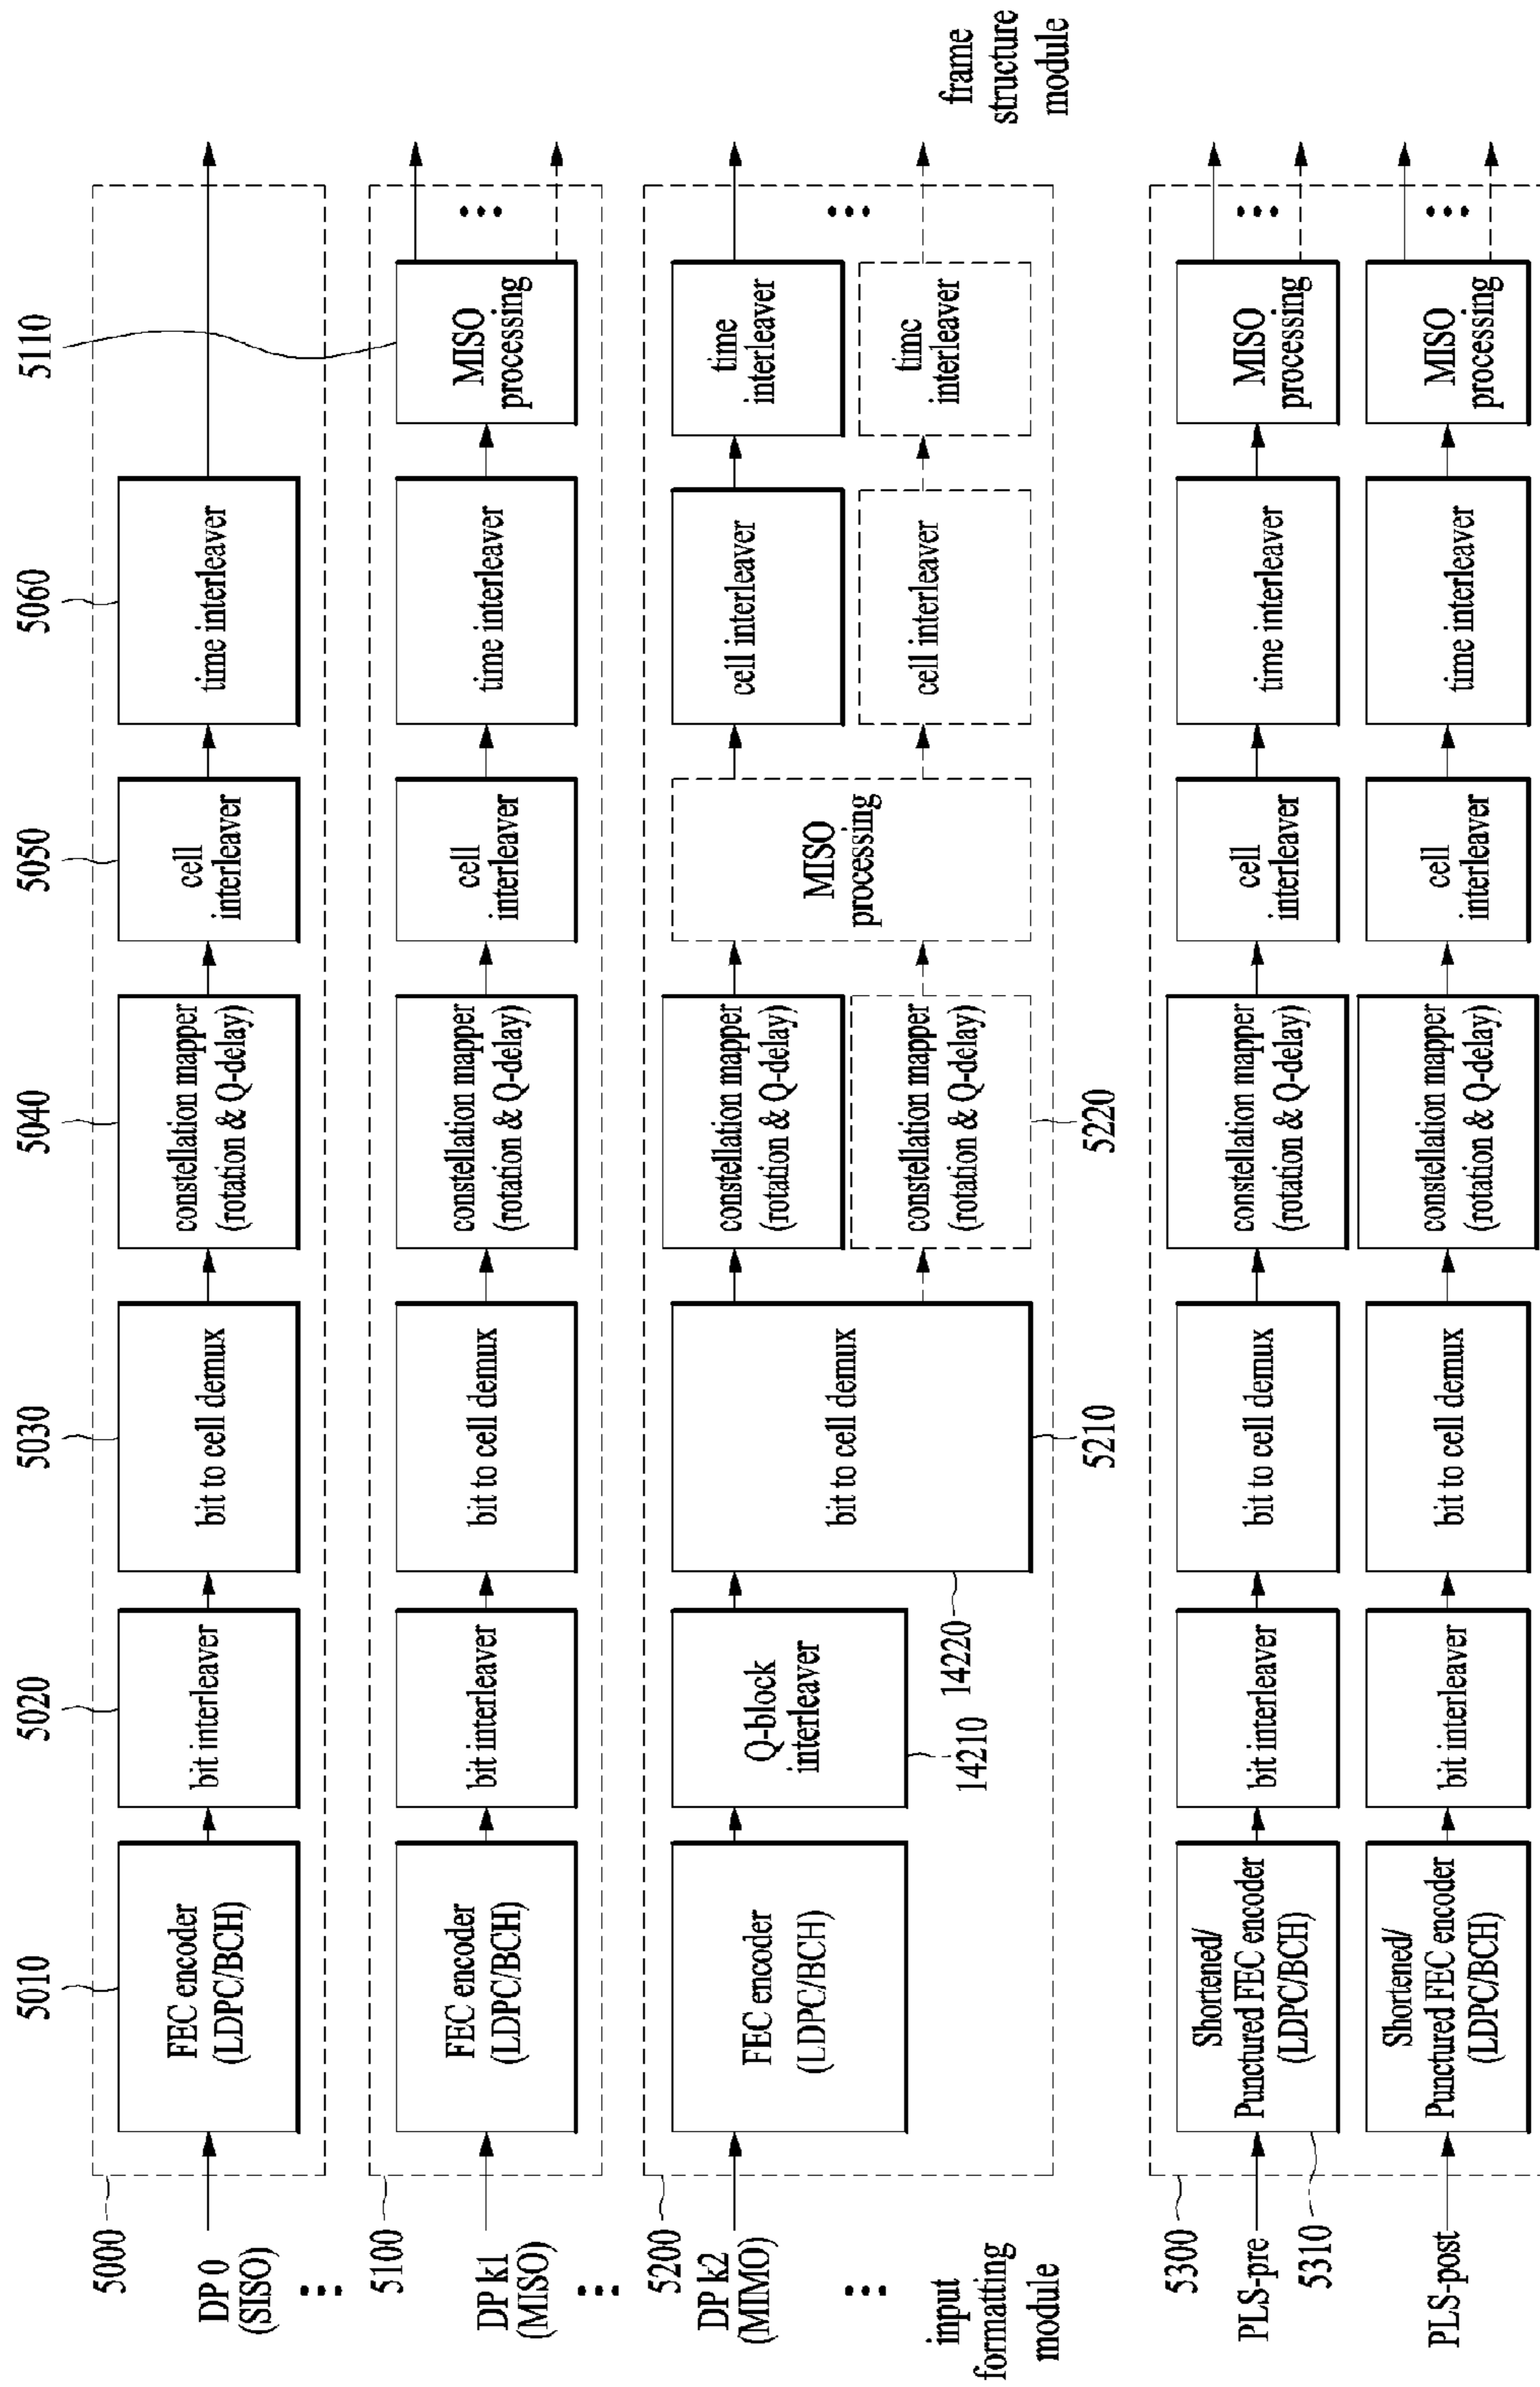 5010
5020
5030
5040
5050
5060
5110
5000
DP 0
(SISO)
FEC encoder
(LDPC/BCH)
bit interleaver
bit to cell demux
constellation mapper
(rotation & Q-delay)
cell
interleaver
time interleaver
5100
DP k1
(MISO)
FEC encoder
(LDPC/BCH)
bit interleaver
bit to cell demux
constellation mapper
(rotation & Q-delay)
cell
interleaver
time interleaver
MISO
processing
5200
DP k2
(MIMO)
FEC encoder
(LDPC/BCH)
Q-block
interleaver
14210
bit to cell demux
14220
5210
constellation mapper
(rotation & Q-delay)
constellation mapper
(rotation & Q-delay)
5220
MISO
processing
cell interleaver
cell interleaver
time
interleaver
time
interleaver
input
formatting
module
frame
structure
module
5300
PLS-pre
5310
Shortened/
Punctured FEC encoder
(LDPC/BCH)
bit interleaver
bit to cell demux
constellation mapper
(rotation & Q-delay)
cell
interleaver
time interleaver
MISO
processing
PLS-post
Shortened/
Punctured FEC encoder
(LDPC/BCH)
bit interleaver
bit to cell demux
constellation mapper
(rotation & Q-delay)
cell
interleaver
time interleaver
MISO
processing